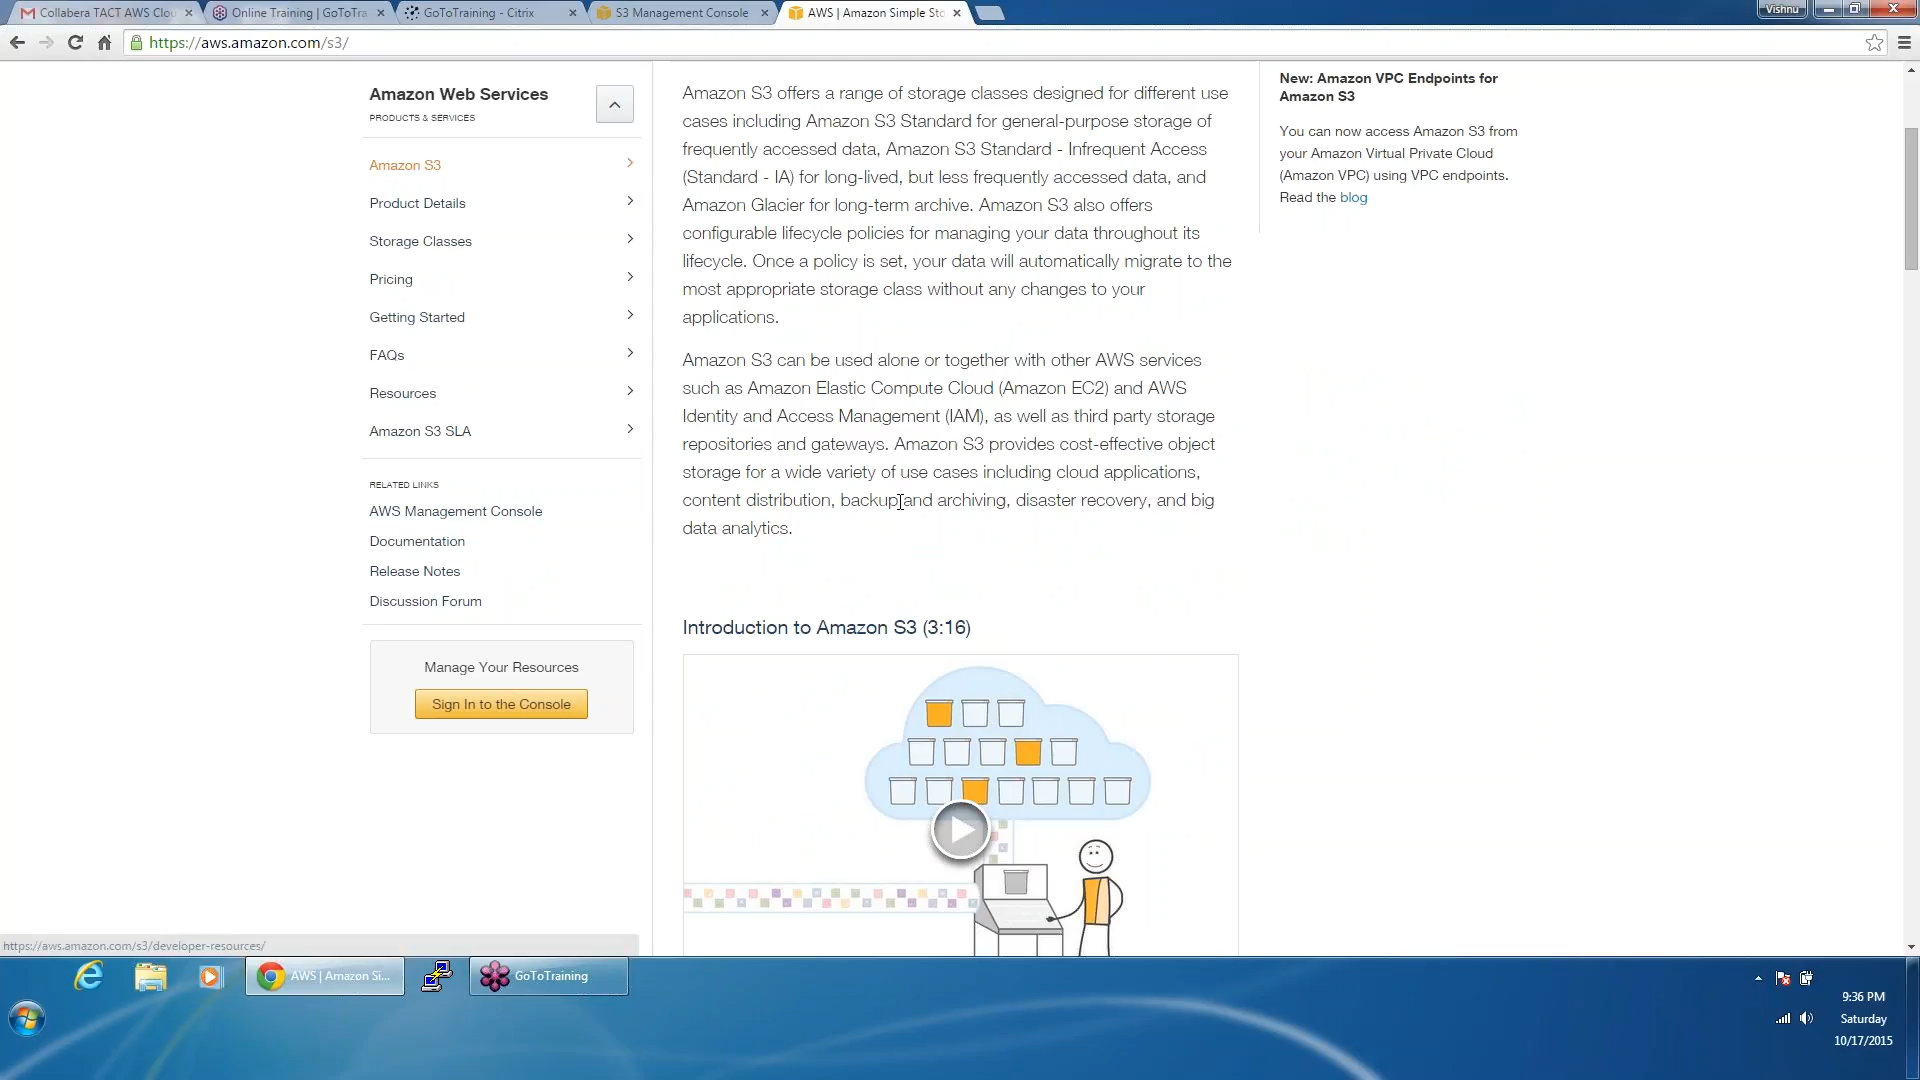 Collabera TACT AWS Clou
Online Training | GoToTra
GoToTraining - Citrix
S3 Management Console
AWS | Amazon Simple Sto
Vishnu
https://aws.amazon.com/s3/
Amazon Web Services
PRODUCTS & SERVICES
Amazon S3
Product Details
Storage Classes
Pricing
Getting Started
FAQs
Resources
Amazon S3 SLA
RELATED LINKS
AWS Management Console
Documentation
Release Notes
Discussion Forum
Manage Your Resources
Sign In to the Console
Amazon S3 offers a range of storage classes designed for different use
cases including Amazon S3 Standard for general-purpose storage of
frequently accessed data, Amazon S3 Standard - Infrequent Access
(Standard - IA) for long-lived, but less frequently accessed data, and
Amazon Glacier for long-term archive. Amazon S3 also offers
configurable lifecycle policies for managing your data throughout its
lifecycle. Once a policy is set, your data will automatically migrate to the
most appropriate storage class without any changes to your
applications.
Amazon S3 can be used alone or together with other AWS services
such as Amazon Elastic Compute Cloud (Amazon EC2) and AWS
Identity and Access Management (IAM), as well as third party storage
repositories and gateways. Amazon S3 provides cost-effective object
storage for a wide variety of use cases including cloud applications,
content distribution, backup and archiving, disaster recovery, and big
data analytics.
Introduction to Amazon S3 (3:16)
New: Amazon VPC Endpoints for
Amazon S3
You can now access Amazon S3 from
your Amazon Virtual Private Cloud
(Amazon VPC) using VPC endpoints.
Read the blog
https://aws.amazon.com/s3/developer-resources/
AWS | Amazon Si...
GoToTraining
9:36 PM
Saturday
10/17/2015